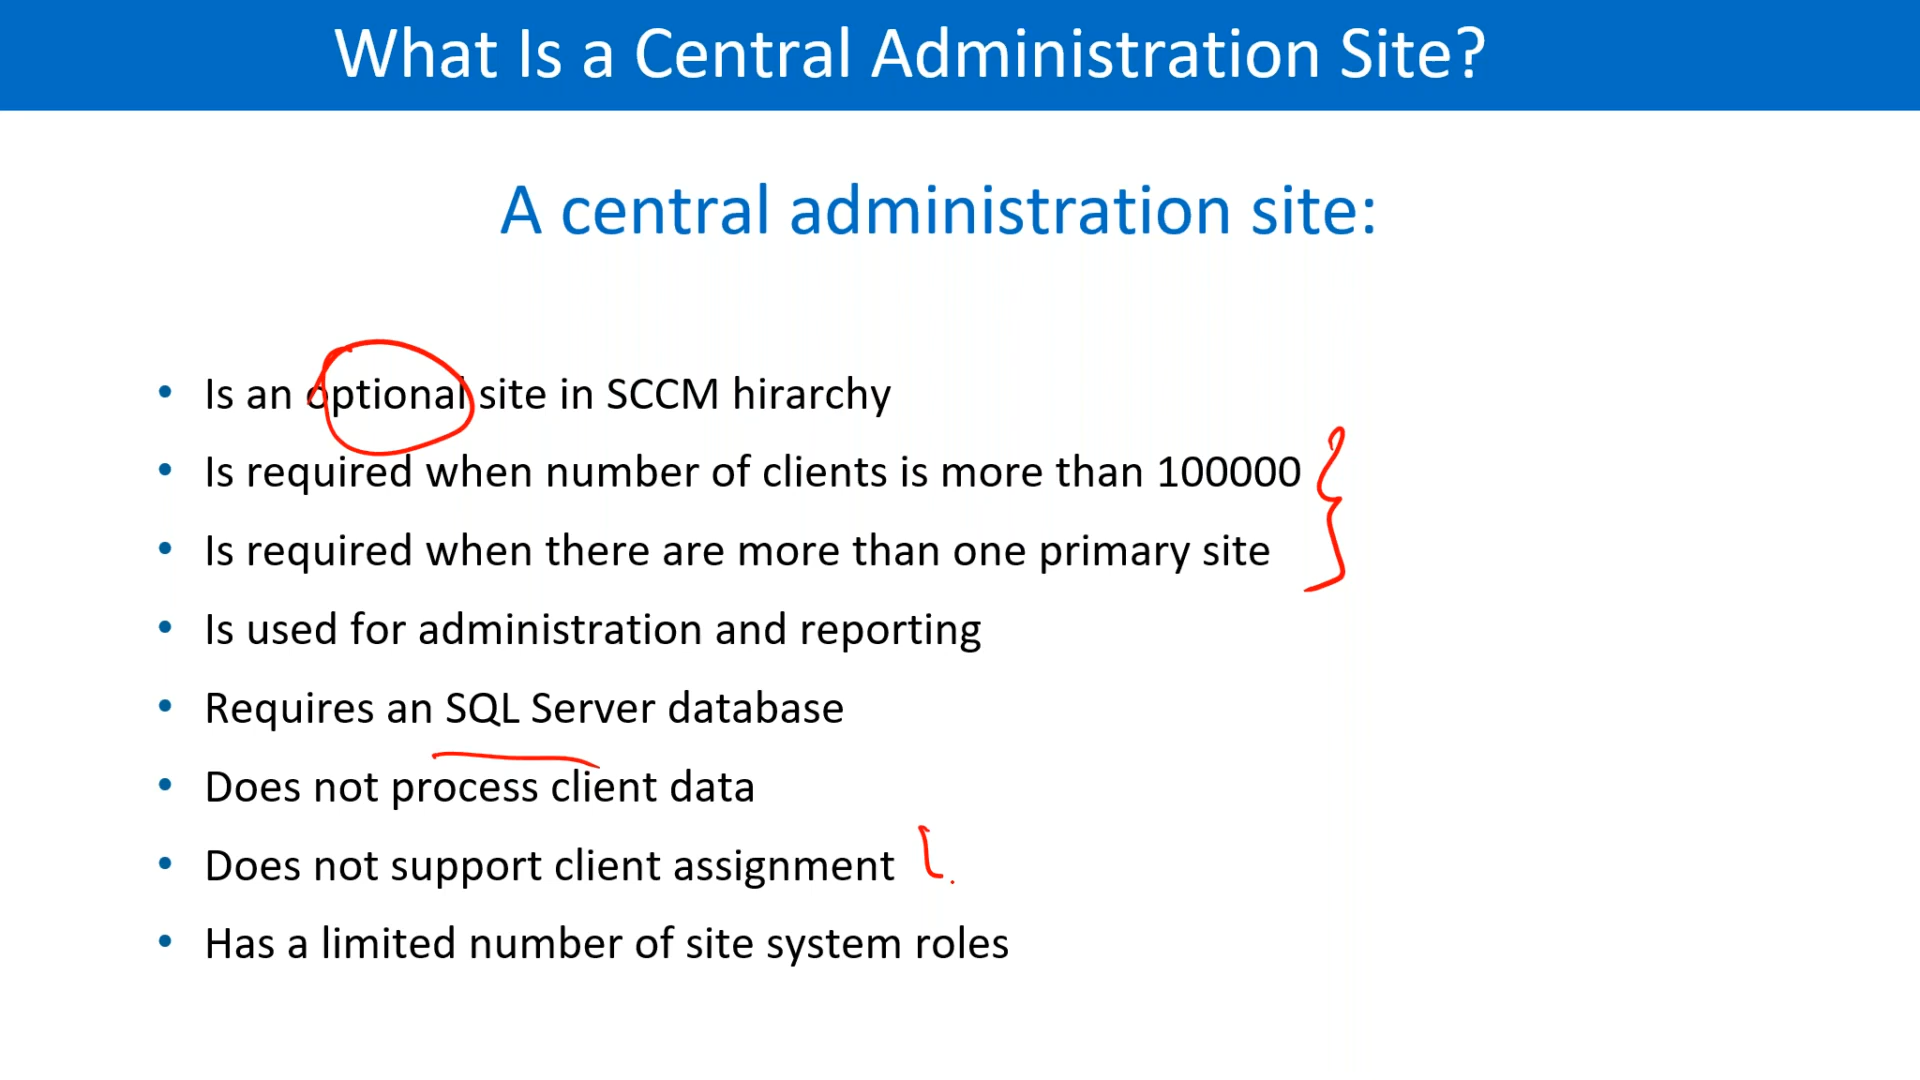 What Is a Central Administration Site?
A central administration site:
• Is an optional site in SCCM hirarchy
• Is required when number of clients is more than 100000
• Is required when there are more than one primary site
• Is used for administration and reporting
• Requires an SQL Server database
• Does not process client data
• Does not support client assignment
• Has a limited number of site system roles